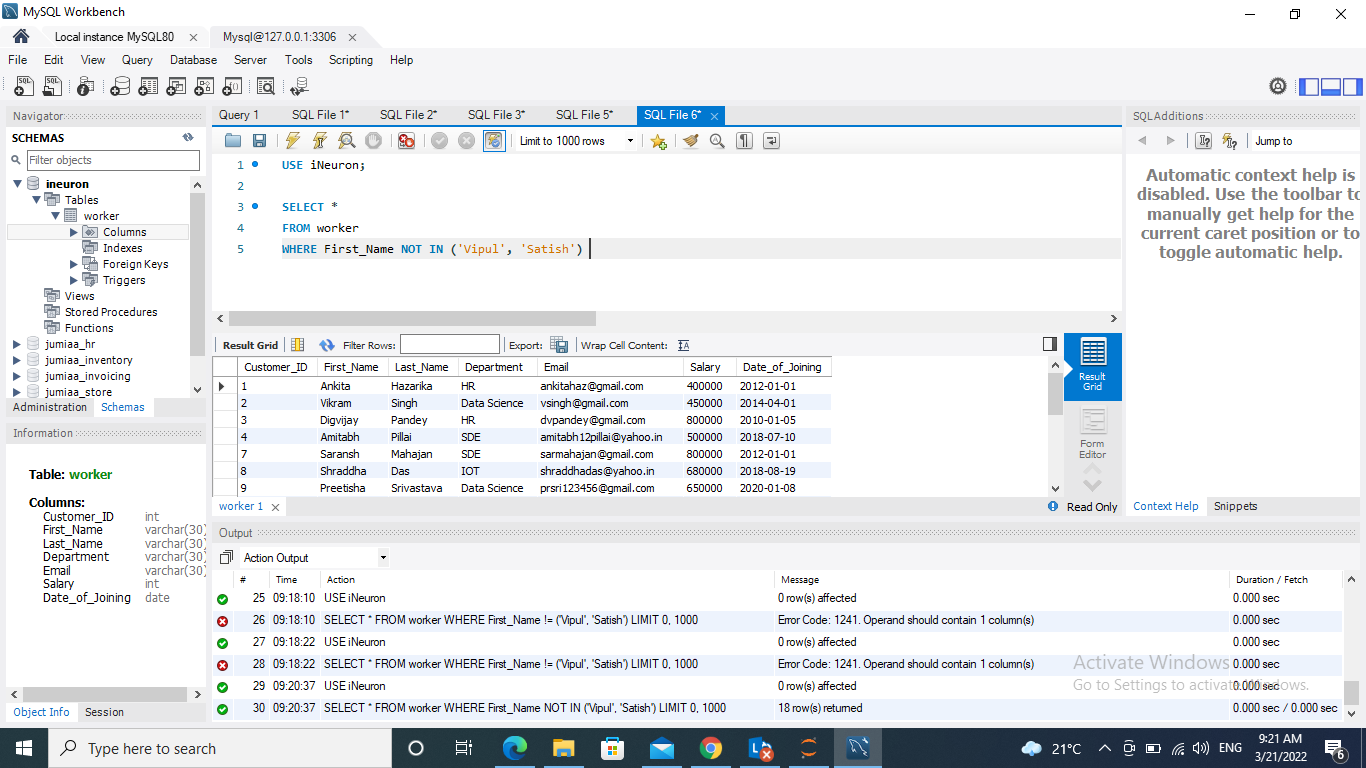 MySQL Workbench
Local instance MySQL80 Mysql@127.0.0.1:3306
File Edit View Query Database Server Tools Scripting Help
Navigator
SCHEMAS
Filter objects
ineuron
Tables
worker
Columns
Indexes
Foreign Keys
Triggers
Views
Stored Procedures
Functions
jumiaa_hr
jumiaa_inventory
jumiaa_invoicing
jumiaa_store
Administration Schemas
Information
Table: worker
Columns:
Customer_ID int
First_Name varchar(30)
Last_Name varchar(30)
Department varchar(30)
Email varchar(30)
Salary int
Date_of_Joining date
Object Info Session
Query 1 SQL File 1* SQL File 2* SQL File 3* SQL File 5* SQL File 6*
Limit to 1000 rows
1 USE iNeuron;
2
3 SELECT *
4 FROM worker
5 WHERE First_Name NOT IN ('Vipul', 'Satish')
Result Grid Filter Rows: Export: Wrap Cell Content:
Customer_ID First_Name Last_Name Department Email Salary Date_of_Joining
1 Ankita Hazarika HR ankitahaz@gmail.com 400000 2012-01-01
2 Vikram Singh Data Science vsingh@gmail.com 450000 2014-04-01
3 Digvijay Pandey HR dvpandey@gmail.com 800000 2010-01-05
4 Amitabh Pillai SDE amitabh12pillai@yahoo.in 500000 2018-07-10
7 Saransh Mahajan SDE sarmahajan@gmail.com 800000 2012-01-01
8 Shraddha Das IOT shraddhadas@yahoo.in 680000 2018-08-19
9 Preetisha Srivastava Data Science prsri123456@gmail.com 650000 2020-01-08
Result
Grid
Form
Editor
worker 1 Read Only
SQLAdditions
Jump to
Automatic context help is
disabled. Use the toolbar to
manually get help for the
current caret position or to
toggle automatic help.
Context Help Snippets
Output
Action Output
# Time Action Message Duration / Fetch
25 09:18:10 USE iNeuron 0 row(s) affected 0.000 sec
26 09:18:10 SELECT * FROM worker WHERE First_Name != ('Vipul', 'Satish') LIMIT 0, 1000 Error Code: 1241. Operand should contain 1 column(s) 0.000 sec
27 09:18:22 USE iNeuron 0 row(s) affected 0.000 sec
28 09:18:22 SELECT * FROM worker WHERE First_Name != ('Vipul', 'Satish') LIMIT 0, 1000 Error Code: 1241. Operand should contain 1 column(s) 0.000 sec
29 09:20:37 USE iNeuron 0 row(s) affected 0.000 sec
30 09:20:37 SELECT * FROM worker WHERE First_Name NOT IN ('Vipul', 'Satish') LIMIT 0, 1000 18 row(s) returned 0.000 sec / 0.000 sec
Activate Windows
Go to Settings to activate Windows.
Type here to search
21°C ENG 9:21 AM
3/21/2022
6